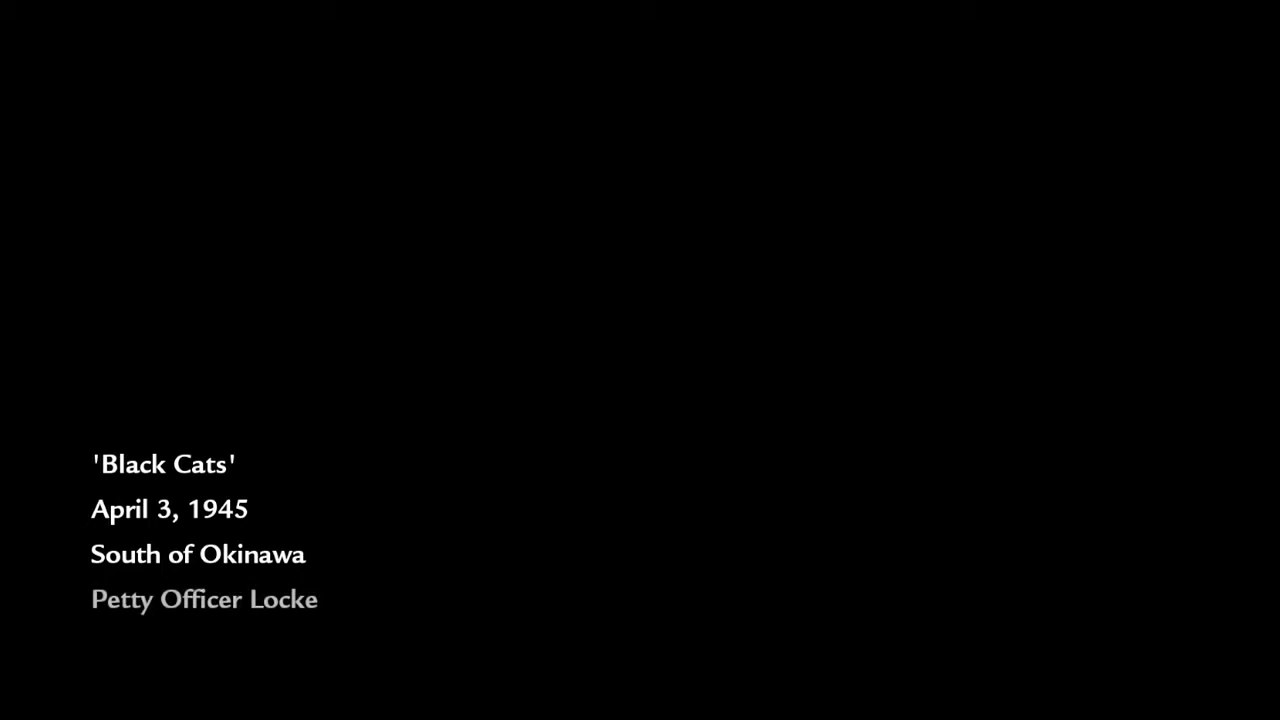 'Black Cats'
April 3, 1945
South of Okinawa
Petty Officer Locke